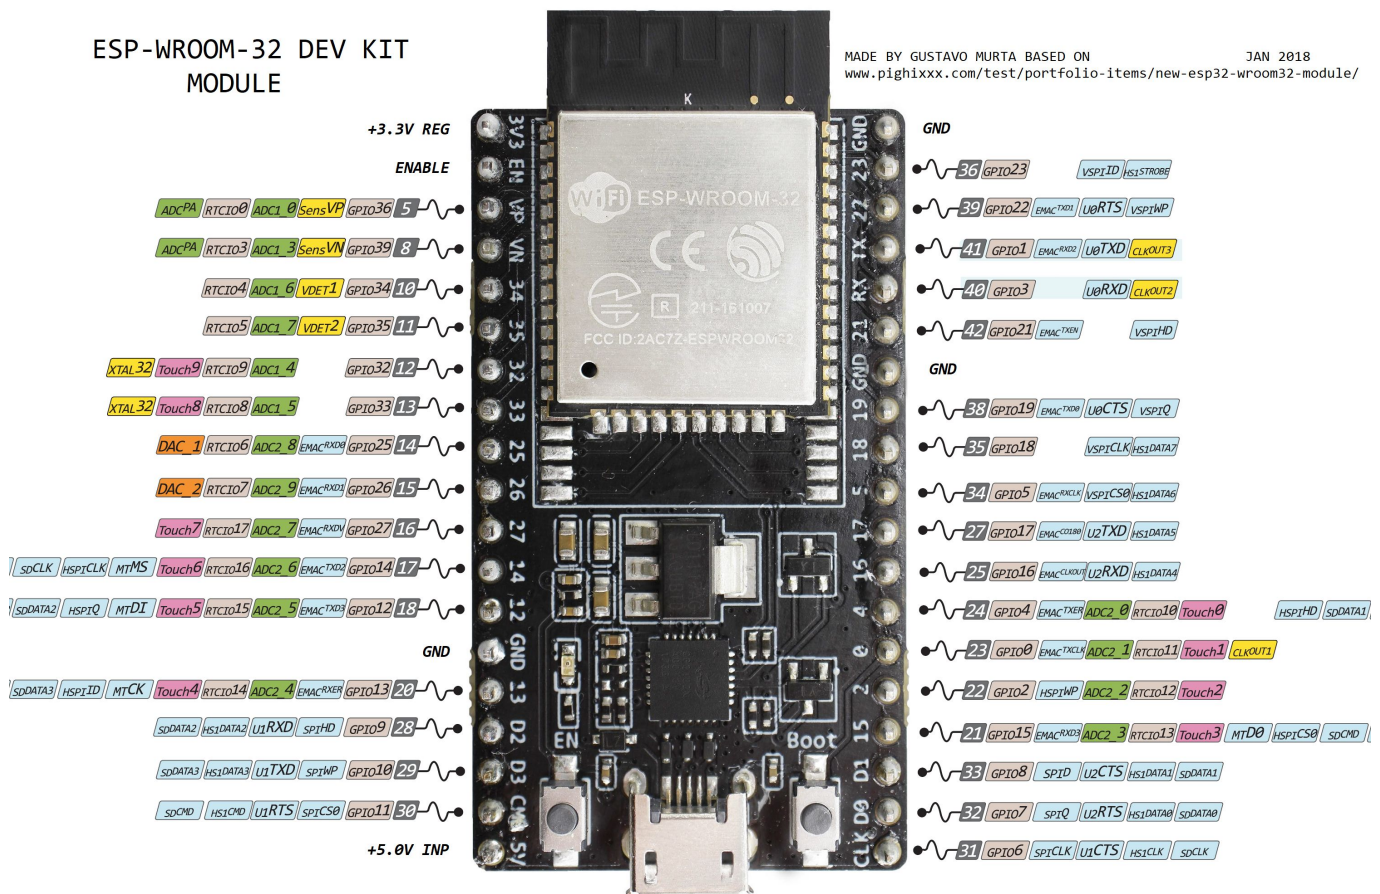 ESP-WROOM-32 DEV KIT
MODULE
MADE BY GUSTAVO MURTA BASED ON JAN 2018
www.pighixxx.com/test/portfolio-items/new-esp32-wroom32-module/
+3.3V REG
ENABLE
ADCPA RTCIO0 ADC1_0 SensVP GPIO36 5
ADCPA RTCIO3 ADC1_3 SensVN GPIO39 8
RTCIO4 ADC1_6 VDET1 GPIO34 10
RTCIO5 ADC1_7 VDET2 GPIO35 11
XTAL32 Touch9 RTCIO9 ADC1_4 GPIO32 12
XTAL32 Touch8 RTCIO8 ADC1_5 GPIO33 13
DAC_1 RTCIO6 ADC2_8 EMACRXD0 GPIO25 14
DAC_2 RTCIO7 ADC2_9 EMACRXD1 GPIO26 15
Touch7 RTCIO17 ADC2_7 EMACRXDV GPIO27 16
SDCLK HSPICLK MTMS Touch6 RTCIO16 ADC2_6 EMACTXD2 GPIO14 17
SDDATA2 HSPIQ MTDI Touch5 RTCIO15 ADC2_5 EMACTXD3 GPIO12 18
GND
SDDATA3 HSPIID MTCK Touch4 RTCIO14 ADC2_4 EMACRXER GPIO13 20
SDDATA2 HS1DATA2 U1RXD SPIHD GPIO9 28
SDDATA3 HS1DATA3 U1TXD SPIWP GPIO10 29
SDCMD HS1CMD U1RTS SPICS0 GPIO11 30
+5.0V INP
3V3
EN
VP
VN
34
35
32
33
25
26
27
14
12
GND
13
D2
D3
CMD
5V
K
WiFi ESP-WROOM-32
CE
R 211-161007
FCC ID:2AC7Z-ESPWROOM32
EN
Boot
GND
23
22
TX
RX
21
GND
19
18
5
17
16
4
0
2
15
D1
D0
CLK
GND
36 GPIO23 VSPIID HS1STROBE
39 GPIO22 EMACTXD1 U0RTS VSPIWP
41 GPIO1 EMACRXD2 U0TXD CLKOUT3
40 GPIO3 U0RXD CLKOUT2
42 GPIO21 EMACTXEN VSPIHD
GND
38 GPIO19 EMACTXD0 U0CTS VSPIQ
35 GPIO18 VSPICLK HS1DATA7
34 GPIO5 EMACRXCLK VSPICS0 HS1DATA6
27 GPIO17 EMACCO180 U2TXD HS1DATA5
25 GPIO16 EMACCLKOUT U2RXD HS1DATA4
24 GPIO4 EMACTXER ADC2_0 RTCIO10 Touch0 HSPIHD SDDATA1
23 GPIO0 EMACTXCLK ADC2_1 RTCIO11 Touch1 CLKOUT1
22 GPIO2 HSPIWP ADC2_2 RTCIO12 Touch2
21 GPIO15 EMACRXD3 ADC2_3 RTCIO13 Touch3 MTDO HSPICS0 SDCMD
33 GPIO8 SPID U2CTS HS1DATA1 SDDATA1
32 GPIO7 SPIQ U2RTS HS1DATA0 SDDATA0
31 GPIO6 SPICLK U1CTS HS1CLK SDCLK